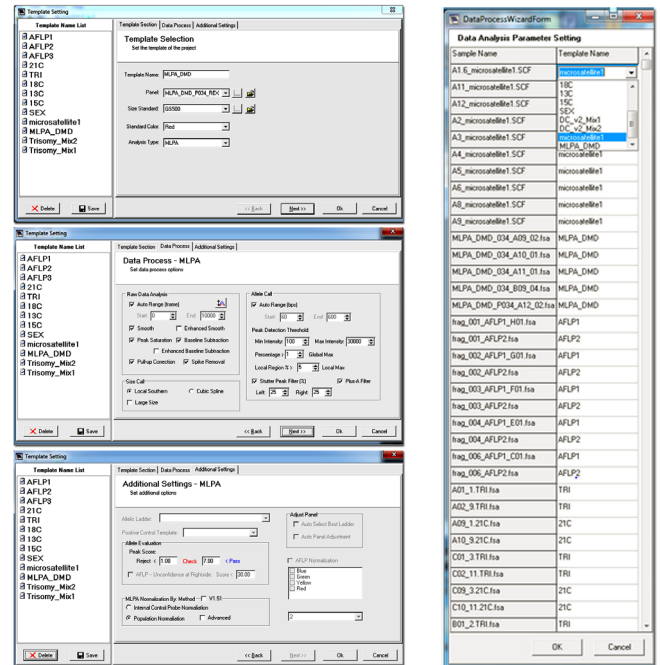 Template Setting
Template Name List
AFLP1
AFLP2
AFLP3
21C
TRI
18C
13C
15C
SEX
microsatellite1
MLPA_DMD
Trisomy_Mix2
Trisomy_Mix1
Delete
Save
Template Section
Data Process
Additional Settings
Template Selection
Set the template of the project
Template Name: MLPA_DMD
Panel: MLPA_DMD_P034_REX
Size Standard: GS500
Standard Color: Red
Analysis Type: MLPA
<< Back
Next >>
Ok
Cancel
Template Setting
Template Name List
AFLP1
AFLP2
AFLP3
21C
TRI
18C
13C
15C
SEX
microsatellite1
MLPA_DMD
Trisomy_Mix2
Trisomy_Mix1
Delete
Save
Template Section
Data Process
Additional Settings
Data Process - MLPA
Set data process options
Raw Data Analysis
Auto Range (frame)
Start: 0 End: 10000
Smooth Enhanced Smooth
Peak Saturation Baseline Subtraction
Enhanced Baseline Subtraction
Pull-up Correction Spike Removal
Size Call
Local Southern Cubic Spline
Large Size
Allele Call
Auto Range (bps)
Start: 60 End: 600
Peak Detection Threshold:
Min Intensity: 100 Max Intensity: 30000
Percentage > 1 Global Max
Local Region % > 5 Local Max
Stutter Peak Filter (%) Plus-A Filter
Left: 25 Right: 25
<< Back
Next >>
Ok
Cancel
Template Setting
Template Name List
AFLP1
AFLP2
AFLP3
21C
TRI
18C
13C
15C
SEX
microsatellite1
MLPA_DMD
Trisomy_Mix2
Trisomy_Mix1
Delete
Save
Template Section
Data Process
Additional Settings
Additional Settings - MLPA
Set additional options
Allelic Ladder:
Positive Control Template:
Allele Evaluation
Peak Score:
Reject < 1.00 Check 7.00 < Pass
AFLP - Unconfidence at Rightside. Score < 30.00
MLPA Normalization By: Method V1.51
Internal Control Probe Normalization
Population Normalization Advanced
Adjust Panel
Auto Select Best Ladder
Auto Panel Adjustment
AFLP Normalization
Blue
Green
Yellow
Red
2
<< Back
Next >>
Ok
Cancel
DataProcessWizardForm
Data Analysis Parameter Setting
Sample Name Template Name
A1.6_microsatellite1.SCF microsatellite1
A11_microsatellite1.SCF
A12_microsatellite1.SCF
A2_microsatellite1.SCF
A3_microsatellite1.SCF
18C
13C
15C
SEX
DC_v2_Mix1
DC_v2_Mix2
microsatellite1
MLPA_DMD
A4_microsatellite1.SCF microsatellite1
A5_microsatellite1.SCF microsatellite1
A6_microsatellite1.SCF microsatellite1
A8_microsatellite1.SCF microsatellite1
A9_microsatellite1.SCF microsatellite1
MLPA_DMD_034_A09_02.fsa MLPA_DMD
MLPA_DMD_034_A10_01.fsa MLPA_DMD
MLPA_DMD_034_A11_01.fsa MLPA_DMD
MLPA_DMD_034_B09_04.fsa MLPA_DMD
MLPA_DMD_P034_A12_02.fsa MLPA_DMD
frag_001_AFLP1_H01.fsa AFLP1
frag_001_AFLP2.fsa AFLP2
frag_002_AFLP1_G01.fsa AFLP1
frag_002_AFLP2.fsa AFLP2
frag_003_AFLP1_F01.fsa AFLP1
frag_003_AFLP2.fsa AFLP2
frag_004_AFLP1_E01.fsa AFLP1
frag_004_AFLP2.fsa AFLP2
frag_006_AFLP1_C01.fsa AFLP1
frag_006_AFLP2.fsa AFLP2
A01_1.TRI.fsa TRI
A02_9.TRI.fsa TRI
A09_1.21C.fsa 21C
A10_9.21C.fsa 21C
C01_3.TRI.fsa TRI
C02_11.TRI.fsa TRI
C09_3.21C.fsa 21C
C10_11.21C.fsa 21C
B01_2.TRI.fsa TRI
OK
Cancel